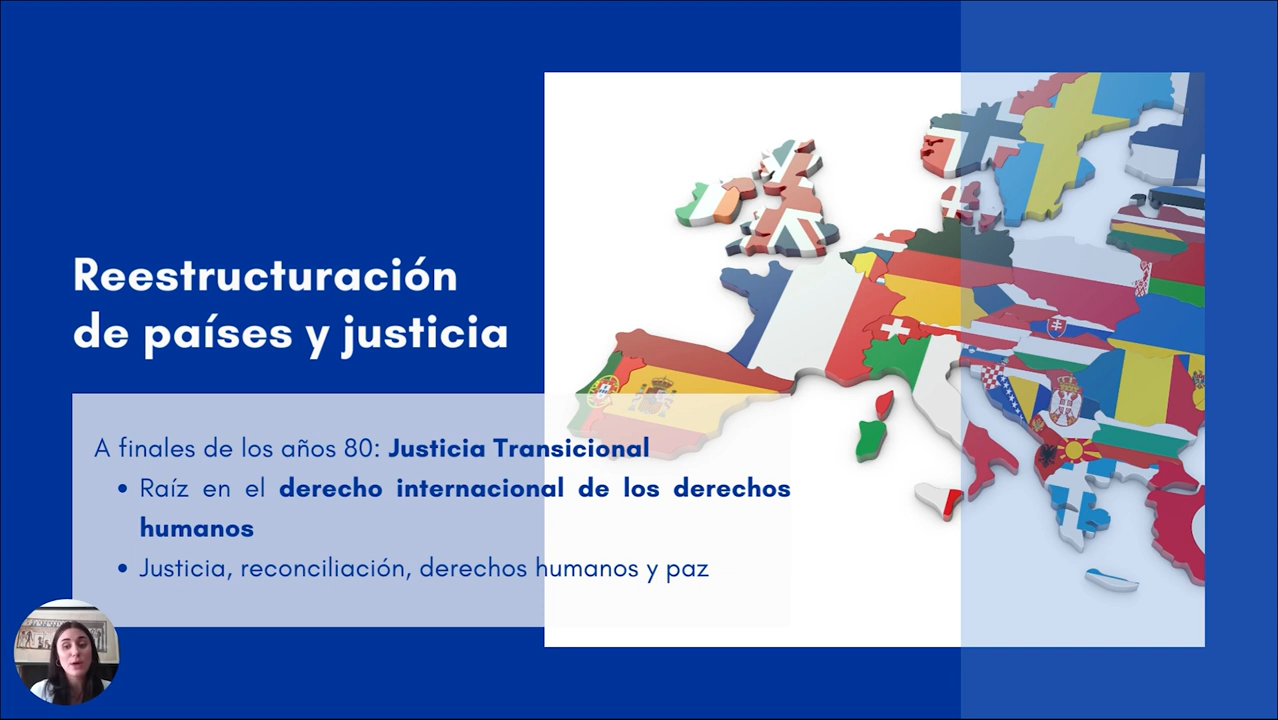 Reestructuración
de países y justicia
A finales de los años 80: Justicia Transicional
• Raíz en el derecho internacional de los derechos
humanos
• Justicia, reconciliación, derechos humanos y paz